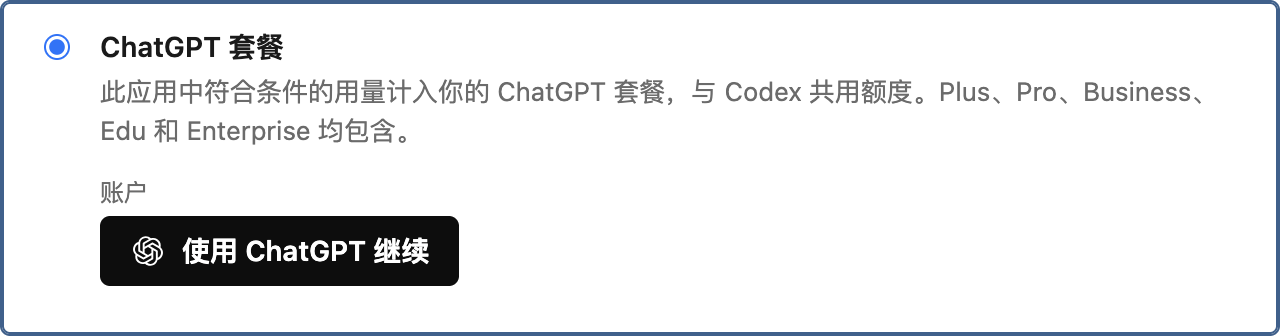 ChatGPT 套餐
此应用中符合条件的用量计入你的 ChatGPT 套餐，与 Codex 共用额度。Plus、Pro、Business、
Edu 和 Enterprise 均包含。
账户
使用 ChatGPT 继续